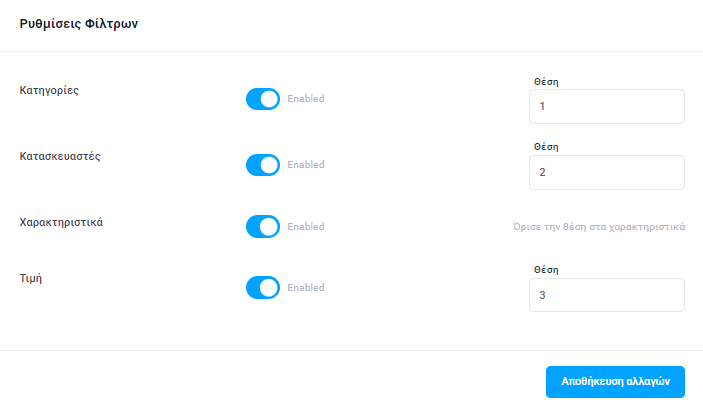 Ρυθμίσεις Φίλτρων
Κατηγορίες
Enabled
Θέση
1
Κατασκευαστές
Enabled
Θέση
2
Χαρακτηριστικά
Enabled
Όρισε την θέση στα χαρακτηριστικά
Τιμή
Enabled
Θέση
3
Αποθήκευση αλλαγών